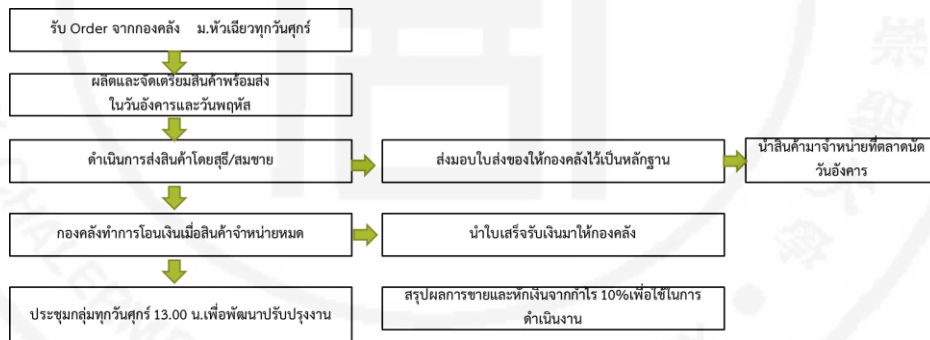 รับ Order จากกองคลัง ม.หัวเฉียวทุกวันศุกร์
ผลิตและจัดเตรียมสินค้าพร้อมส่ง
ในวันอังคารและวันพฤหัส
ดำเนินการส่งสินค้าโดยสุธี/สมชาย
ส่งมอบใบส่งของให้กองคลังไว้เป็นหลักฐาน
นำสินค้ามาจำหน่ายที่ตลาดนัด
วันอังคาร
กองคลังทำการโอนเงินเมื่อสินค้าจำหน่ายหมด
นำใบเสร็จรับเงินมาให้กองคลัง
ประชุมกลุ่มทุกวันศุกร์ 13.00 น.เพื่อพัฒนาปรับปรุงงาน
สรุปผลการขายและหักเงินจากกำไร 10%เพื่อใช้ในการ
ดำเนินงาน